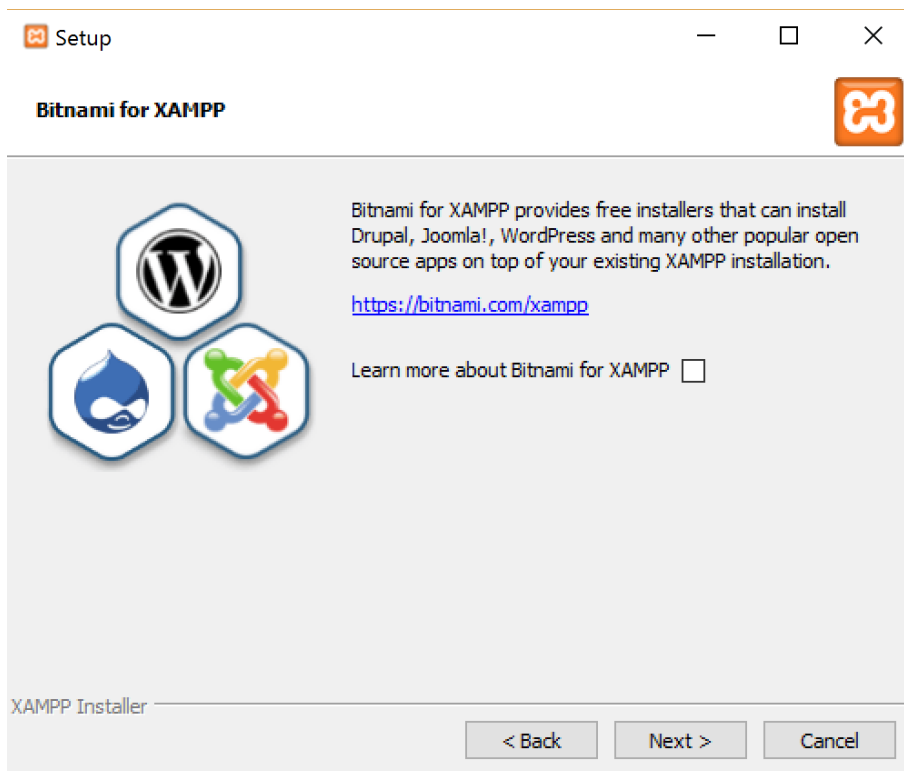 Setup
Bitnami for XAMPP
Bitnami for XAMPP provides free installers that can install
Drupal, Joomla!, WordPress and many other popular open
source apps on top of your existing XAMPP installation.
https://bitnami.com/xampp
Learn more about Bitnami for XAMPP
XAMPP Installer
< Back
Next >
Cancel